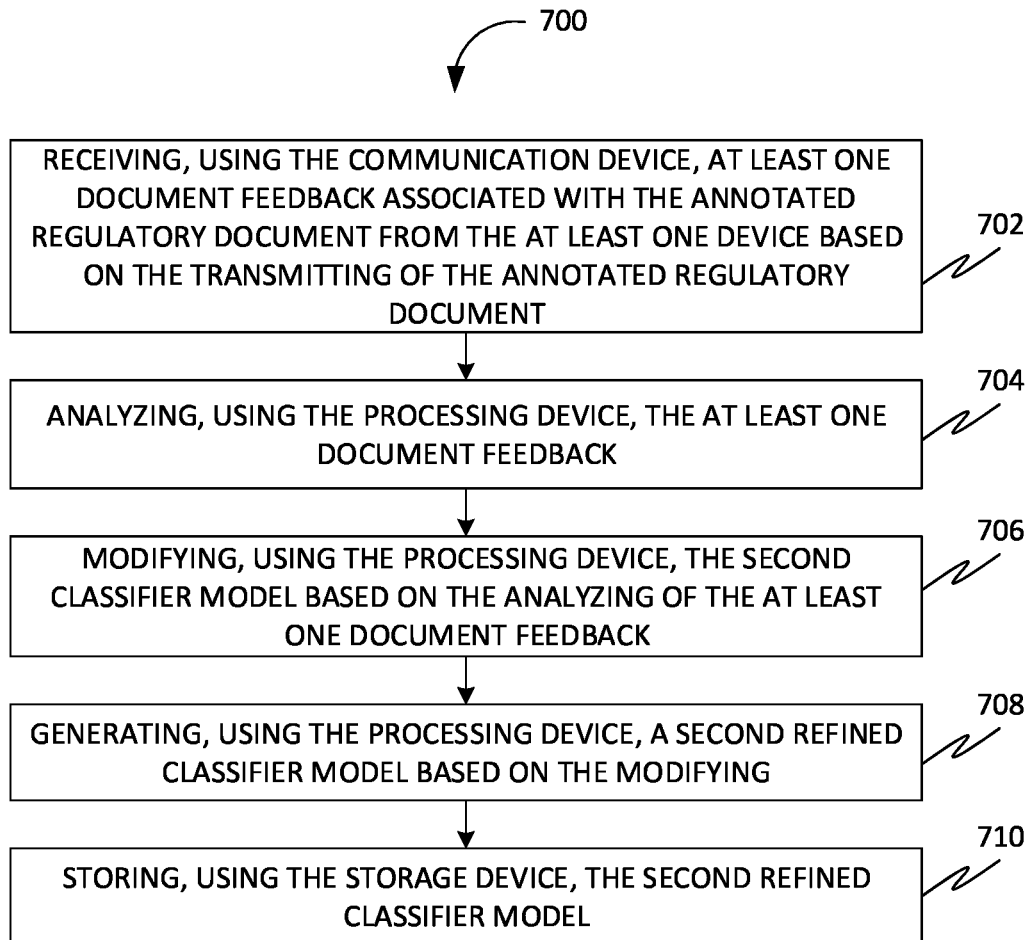 700
RECEIVING, USING THE COMMUNICATION DEVICE, AT LEAST ONE
DOCUMENT FEEDBACK ASSOCIATED WITH THE ANNOTATED
REGULATORY DOCUMENT FROM THE AT LEAST ONE DEVICE BASED
ON THE TRANSMITTING OF THE ANNOTATED REGULATORY
DOCUMENT
702
ANALYZING, USING THE PROCESSING DEVICE, THE AT LEAST ONE
DOCUMENT FEEDBACK
704
MODIFYING, USING THE PROCESSING DEVICE, THE SECOND
CLASSIFIER MODEL BASED ON THE ANALYZING OF THE AT LEAST
ONE DOCUMENT FEEDBACK
706
GENERATING, USING THE PROCESSING DEVICE, A SECOND REFINED
CLASSIFIER MODEL BASED ON THE MODIFYING
708
STORING, USING THE STORAGE DEVICE, THE SECOND REFINED
CLASSIFIER MODEL
710